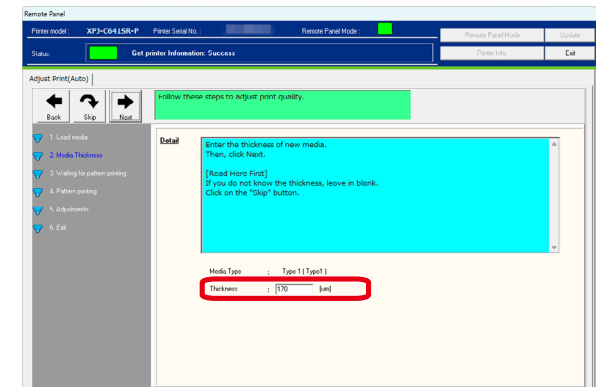 Remote Panel
Printer model : XPJ-C641SR-P Printer Serial No. : Remote Panel Mode :
Remote Panel Mode Update
Status: Get printer Information: Success
Printer Info. Exit
Adjust Print(Auto)
Back Skip Next
Follow these steps to adjust print quality.
1. Load media
2. Media Thickness
3. Waiting for pattern printing
4. Pattern printing
5. Adjustments
6. Exit
Detail
Enter the thickness of new media.
Then, click Next.
[Read Here First]
If you do not know the thickness, leave in blank.
Click on the "Skip" button.
Media Type : Type 1 ( Type1 )
Thickness : 170 [um]